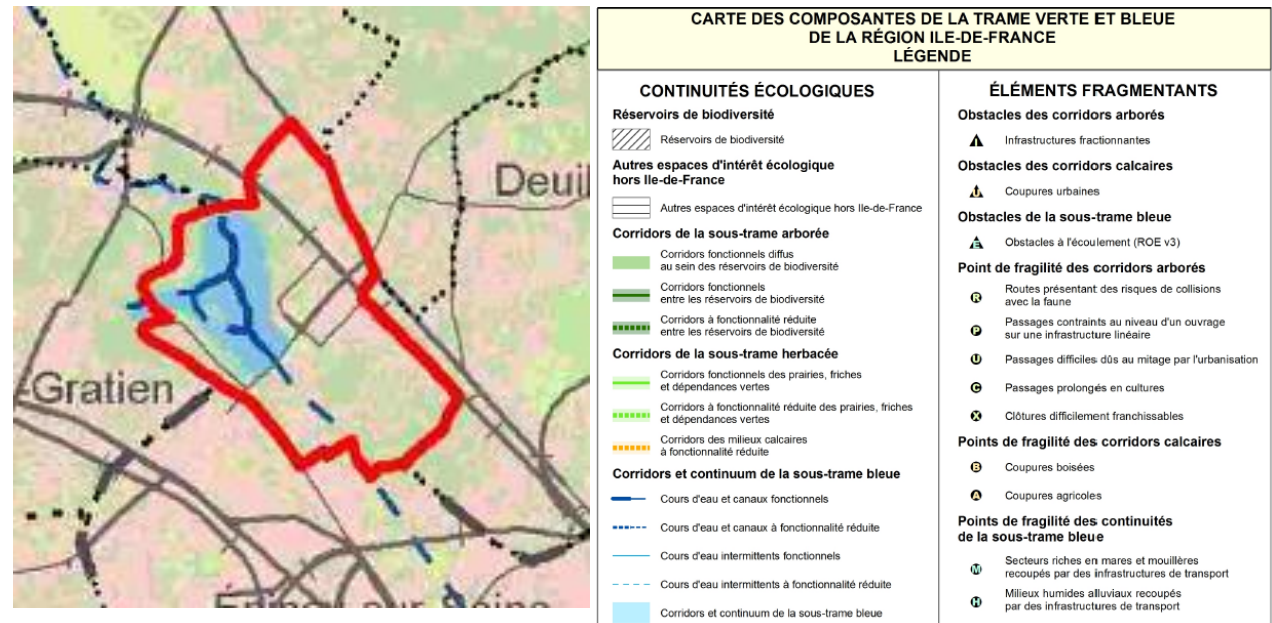 Deuil
-Gratien
Épinay-sur-Seine
CARTE DES COMPOSANTES DE LA TRAME VERTE ET BLEUE
DE LA RÉGION ILE-DE-FRANCE
LÉGENDE
CONTINUITÉS ÉCOLOGIQUES
Réservoirs de biodiversité
Réservoirs de biodiversité
Autres espaces d'intérêt écologique
hors Ile-de-France
Autres espaces d'intérêt écologique hors Ile-de-France
Corridors de la sous-trame arborée
Corridors fonctionnels diffus
au sein des réservoirs de biodiversité
Corridors fonctionnels
entre les réservoirs de biodiversité
Corridors à fonctionnalité réduite
entre les réservoirs de biodiversité
Corridors de la sous-trame herbacée
Corridors fonctionnels des prairies, friches
et dépendances vertes
Corridors à fonctionnalité réduite des prairies, friches
et dépendances vertes
Corridors des milieux calcaires
à fonctionnalité réduite
Corridors et continuum de la sous-trame bleue
Cours d'eau et canaux fonctionnels
Cours d'eau et canaux à fonctionnalité réduite
Cours d'eau intermittents fonctionnels
Cours d'eau intermittents à fonctionnalité réduite
Corridors et continuum de la sous-trame bleue
ÉLÉMENTS FRAGMENTANTS
Obstacles des corridors arborés
I Infrastructures fractionnantes
Obstacles des corridors calcaires
U Coupures urbaines
Obstacles de la sous-trame bleue
E Obstacles à l'écoulement (ROE v3)
Point de fragilité des corridors arborés
R Routes présentant des risques de collisions
avec la faune
P Passages contraints au niveau d'un ouvrage
sur une infrastructure linéaire
U Passages difficiles dûs au mitage par l'urbanisation
C Passages prolongés en cultures
X Clôtures difficilement franchissables
Points de fragilité des corridors calcaires
B Coupures boisées
A Coupures agricoles
Points de fragilité des continuités
de la sous-trame bleue
M Secteurs riches en mares et mouillères
recoupés par des infrastructures de transport
H Milieux humides alluviaux recoupés
par des infrastructures de transport